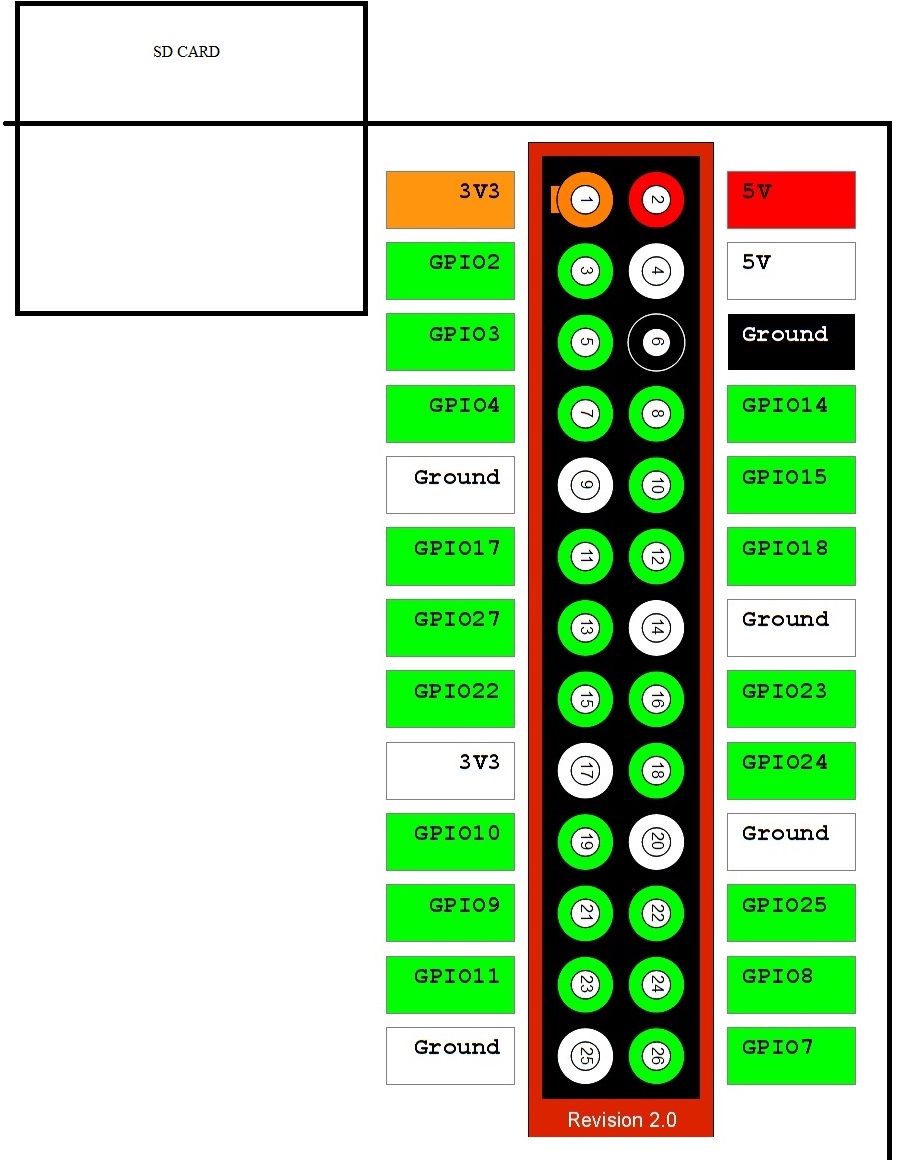 SD CARD
3V3 1 2 5V
GPIO2 3 4 5V
GPIO3 5 6 Ground
GPIO4 7 8 GPIO14
Ground 9 10 GPIO15
GPIO17 11 12 GPIO18
GPIO27 13 14 Ground
GPIO22 15 16 GPIO23
3V3 17 18 GPIO24
GPIO10 19 20 Ground
GPIO9 21 22 GPIO25
GPIO11 23 24 GPIO8
Ground 25 26 GPIO7
Revision 2.0